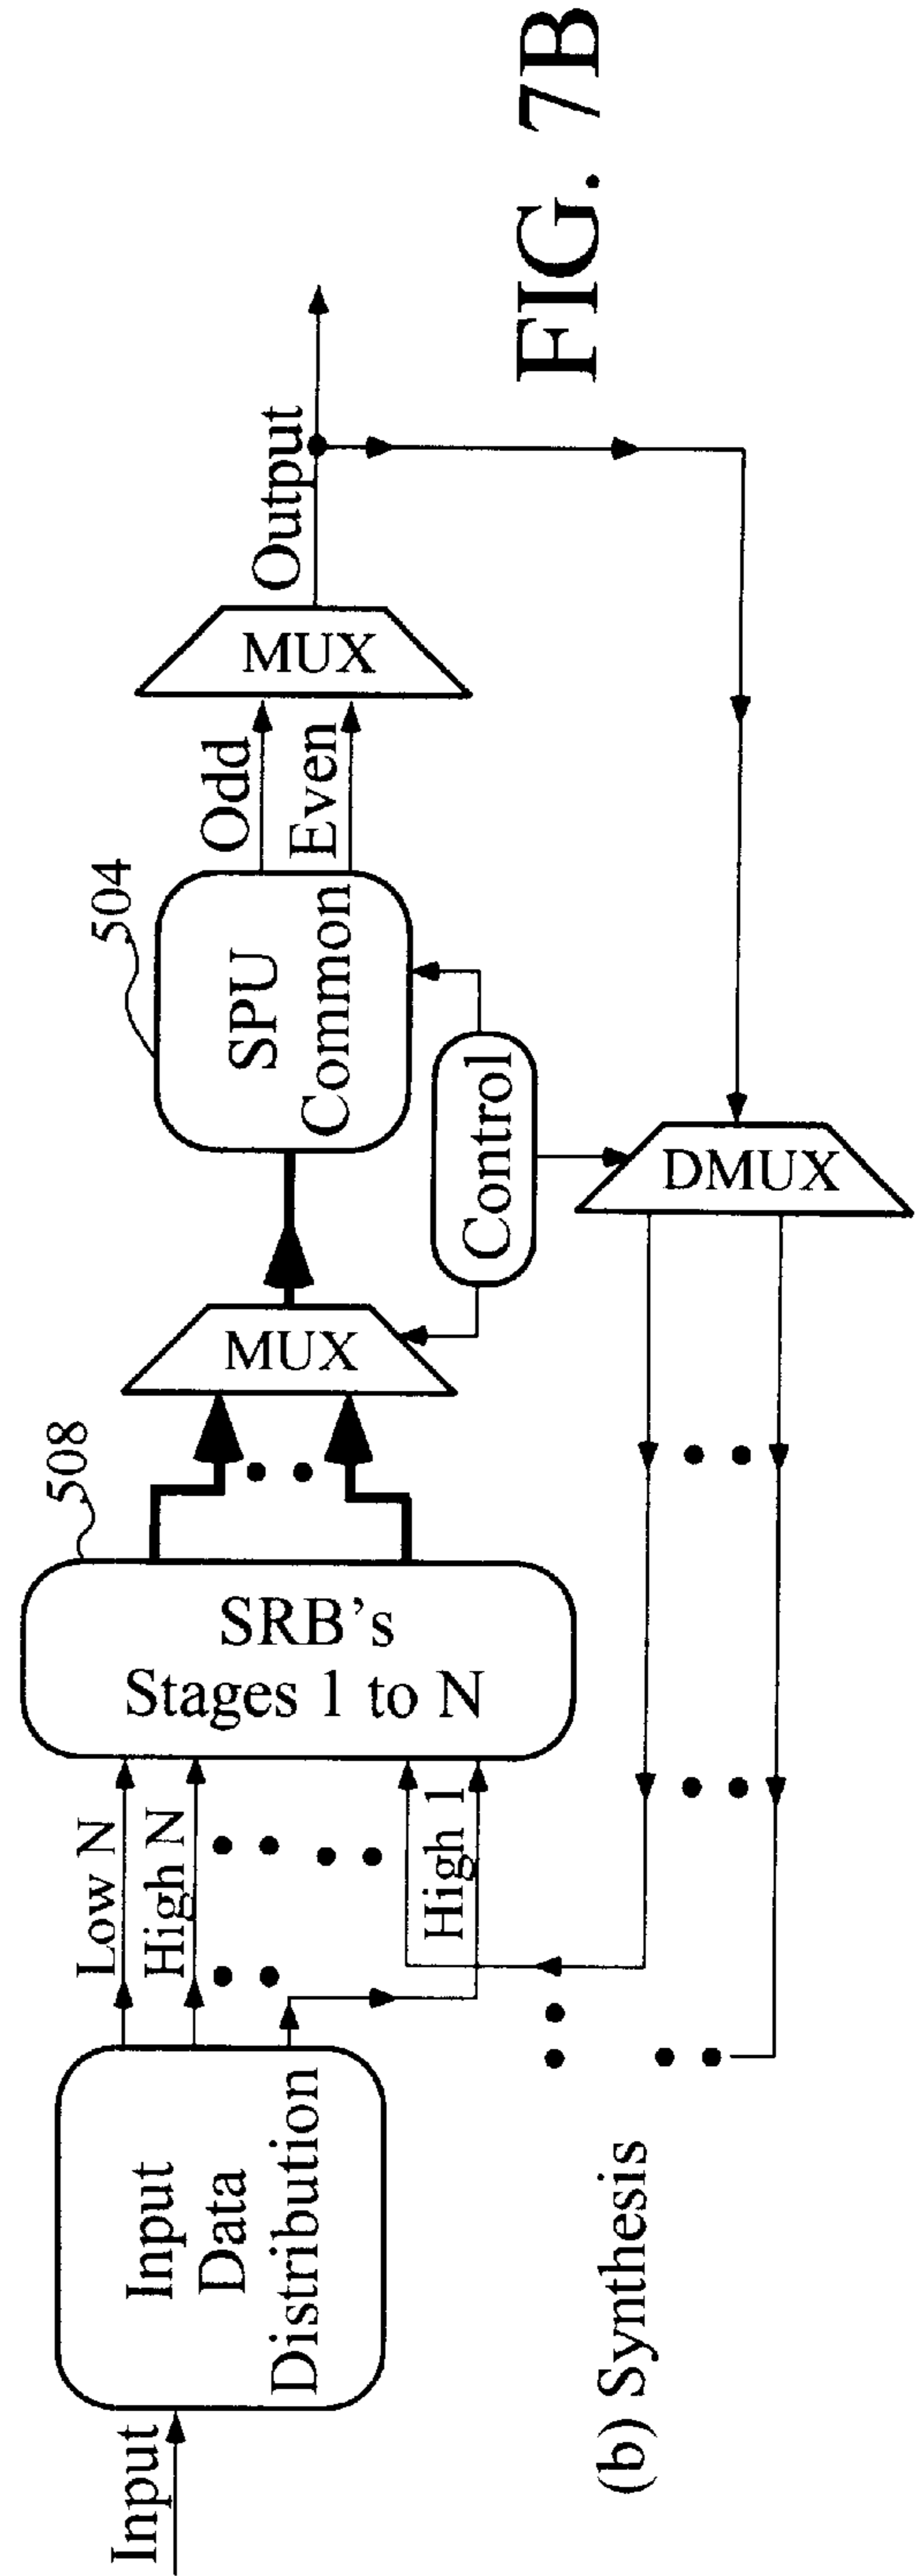 Input
Input
Data
Distribution
Low N
High N
High 1
508
SRB's
Stages 1 to N
MUX
504
SPU
Common
Control
Odd
Even
MUX
Output
DMUX
(b) Synthesis
FIG. 7B